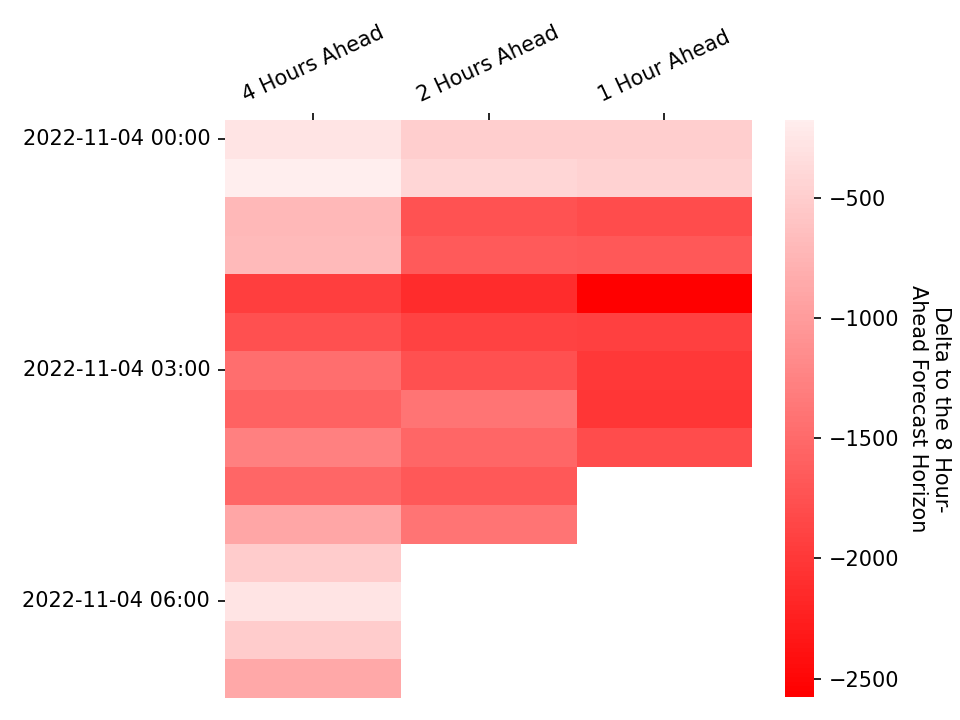 4 Hours Ahead
2 Hours Ahead
1 Hour Ahead
2022-11-04 00:00
2022-11-04 03:00
2022-11-04 06:00
−500
−1000
−1500
−2000
−2500
Delta to the 8 Hour-
Ahead Forecast Horizon